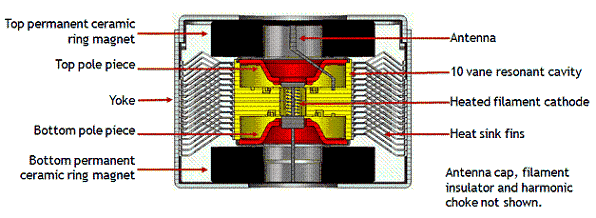 Top permanent ceramic
ring magnet
Top pole piece
Yoke
Bottom pole piece
Bottom permanent
ceramic ring magnet
Antenna
10 vane resonant cavity
Heated filament cathode
Heat sink fins
Antenna cap, filament
insulator and harmonic
choke not shown.